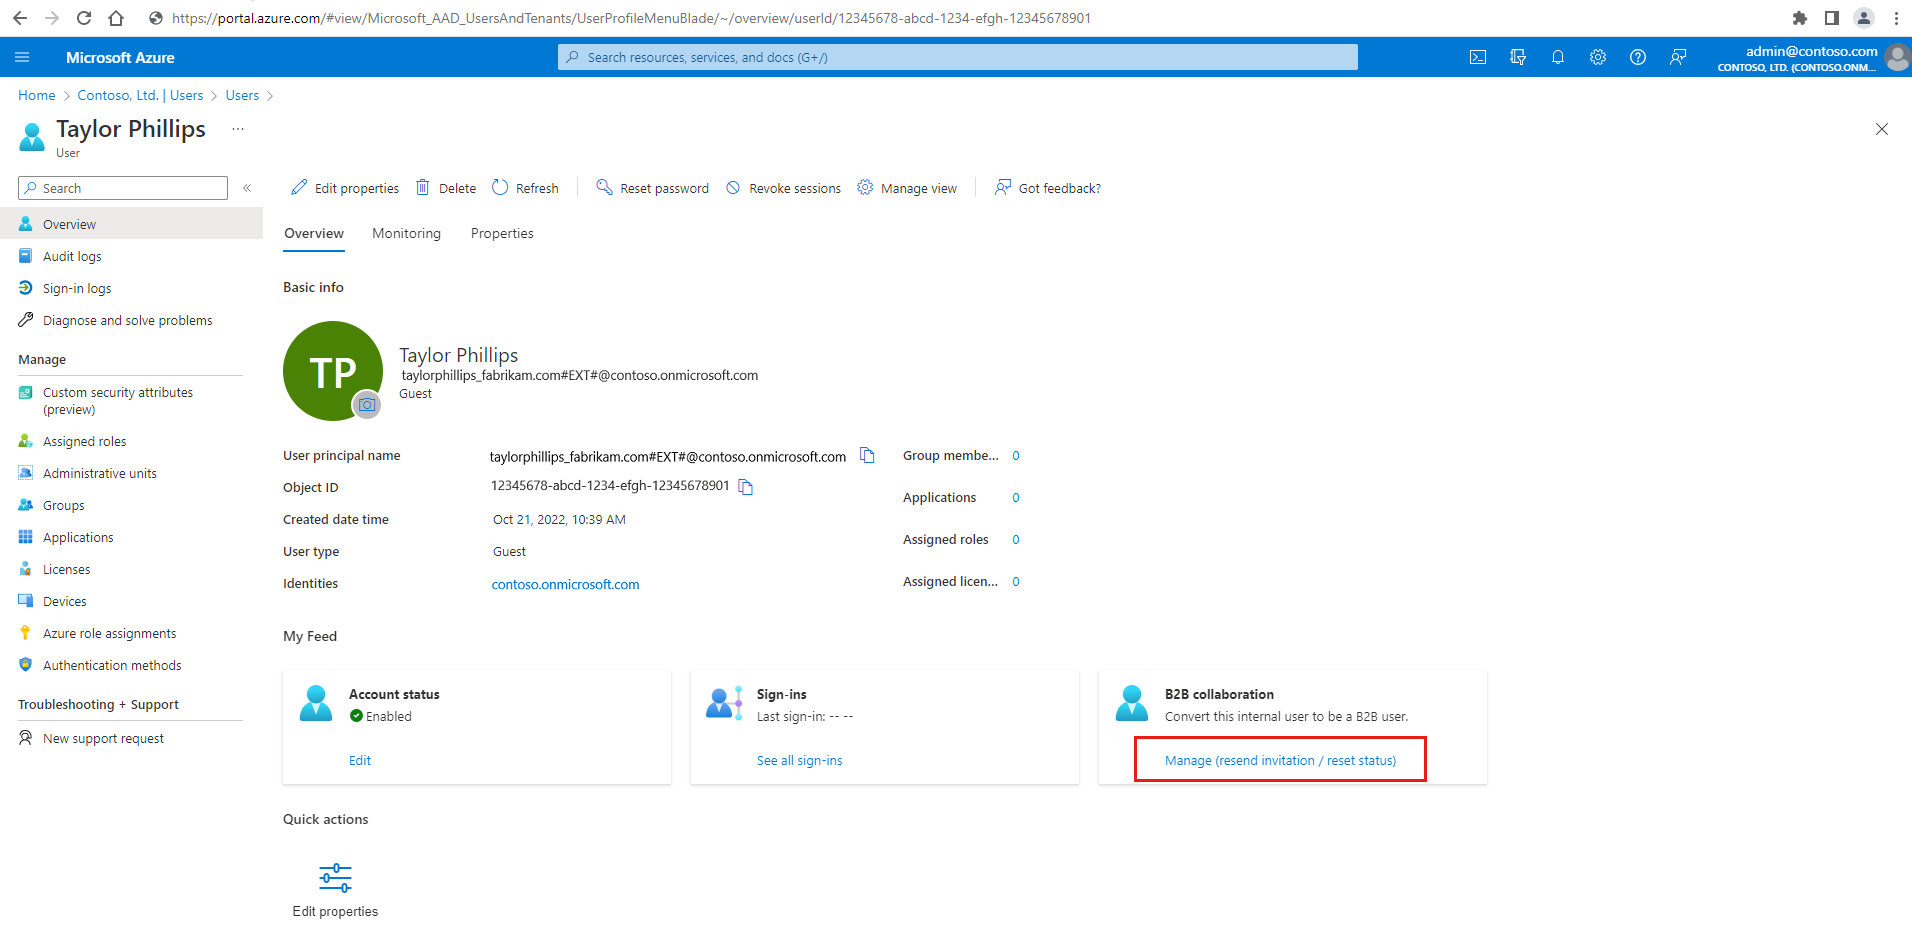 https://portal.azure.com/#view/Microsoft_AAD_UsersAndTenants/UserProfileMenuBlade/~/overview/userId/12345678-abcd-1234-efgh-12345678901
Microsoft Azure
Search resources, services, and docs (G+/)
admin@contoso.com
CONTOSO, LTD. (CONTOSO.ONM...
Home > Contoso, Ltd. | Users > Users >
Taylor Phillips ...
User
Search «
Edit properties Delete Refresh Reset password Revoke sessions Manage view Got feedback?
Overview
Audit logs
Sign-in logs
Diagnose and solve problems
Manage
Custom security attributes
(preview)
Assigned roles
Administrative units
Groups
Applications
Licenses
Devices
Azure role assignments
Authentication methods
Troubleshooting + Support
New support request
Overview Monitoring Properties
Basic info
TP
Taylor Phillips
taylorphillips_fabrikam.com#EXT#@contoso.onmicrosoft.com
Guest
User principal name taylorphillips_fabrikam.com#EXT#@contoso.onmicrosoft.com
Object ID 12345678-abcd-1234-efgh-12345678901
Created date time Oct 21, 2022, 10:39 AM
User type Guest
Identities contoso.onmicrosoft.com
Group membe... 0
Applications 0
Assigned roles 0
Assigned licen... 0
My Feed
Account status
Enabled
Edit
Sign-ins
Last sign-in: -- --
See all sign-ins
B2B collaboration
Convert this internal user to be a B2B user.
Manage (resend invitation / reset status)
Quick actions
Edit properties